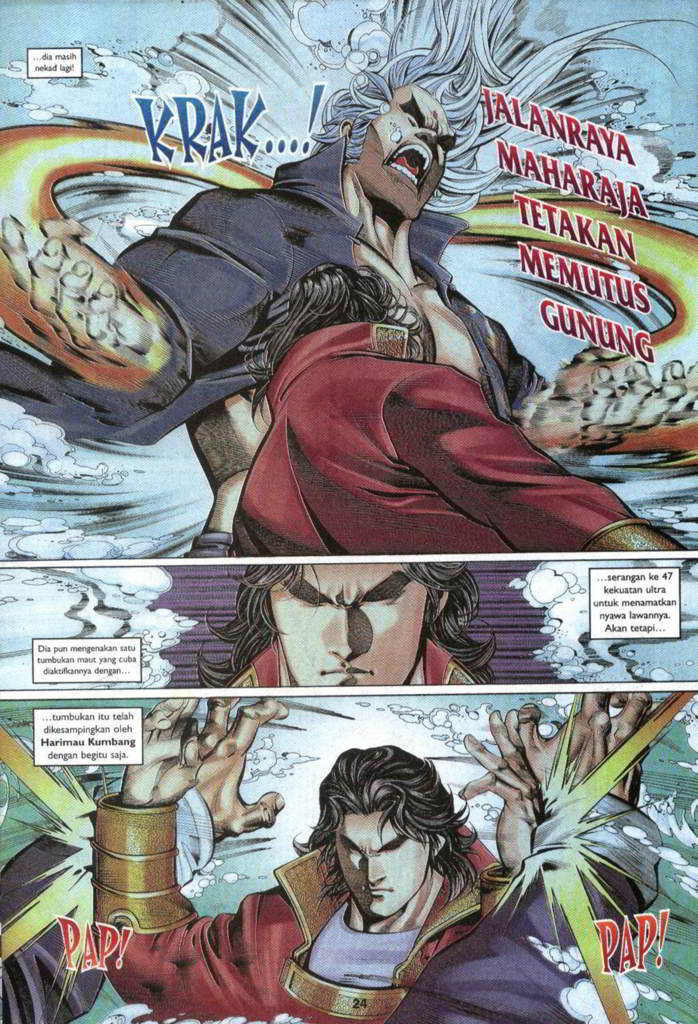 ...dia masih
nekad lagi!
KRAK....!
JALANRAYA
MAHARAJA
TETAKAN
MEMUTUS
GUNUNG
Dia pun mengenakan satu
tumbukan maut yang cuba
diaktifkannya dengan...
...serangan ke 47
kekuatan ultra
untuk menamatkan
nyawa lawannya.
Akan tetapi...
...tumbukan itu telah
dikesampingkan oleh
Harimau Kumbang
dengan begitu saja.
PAP!
PAP!
24